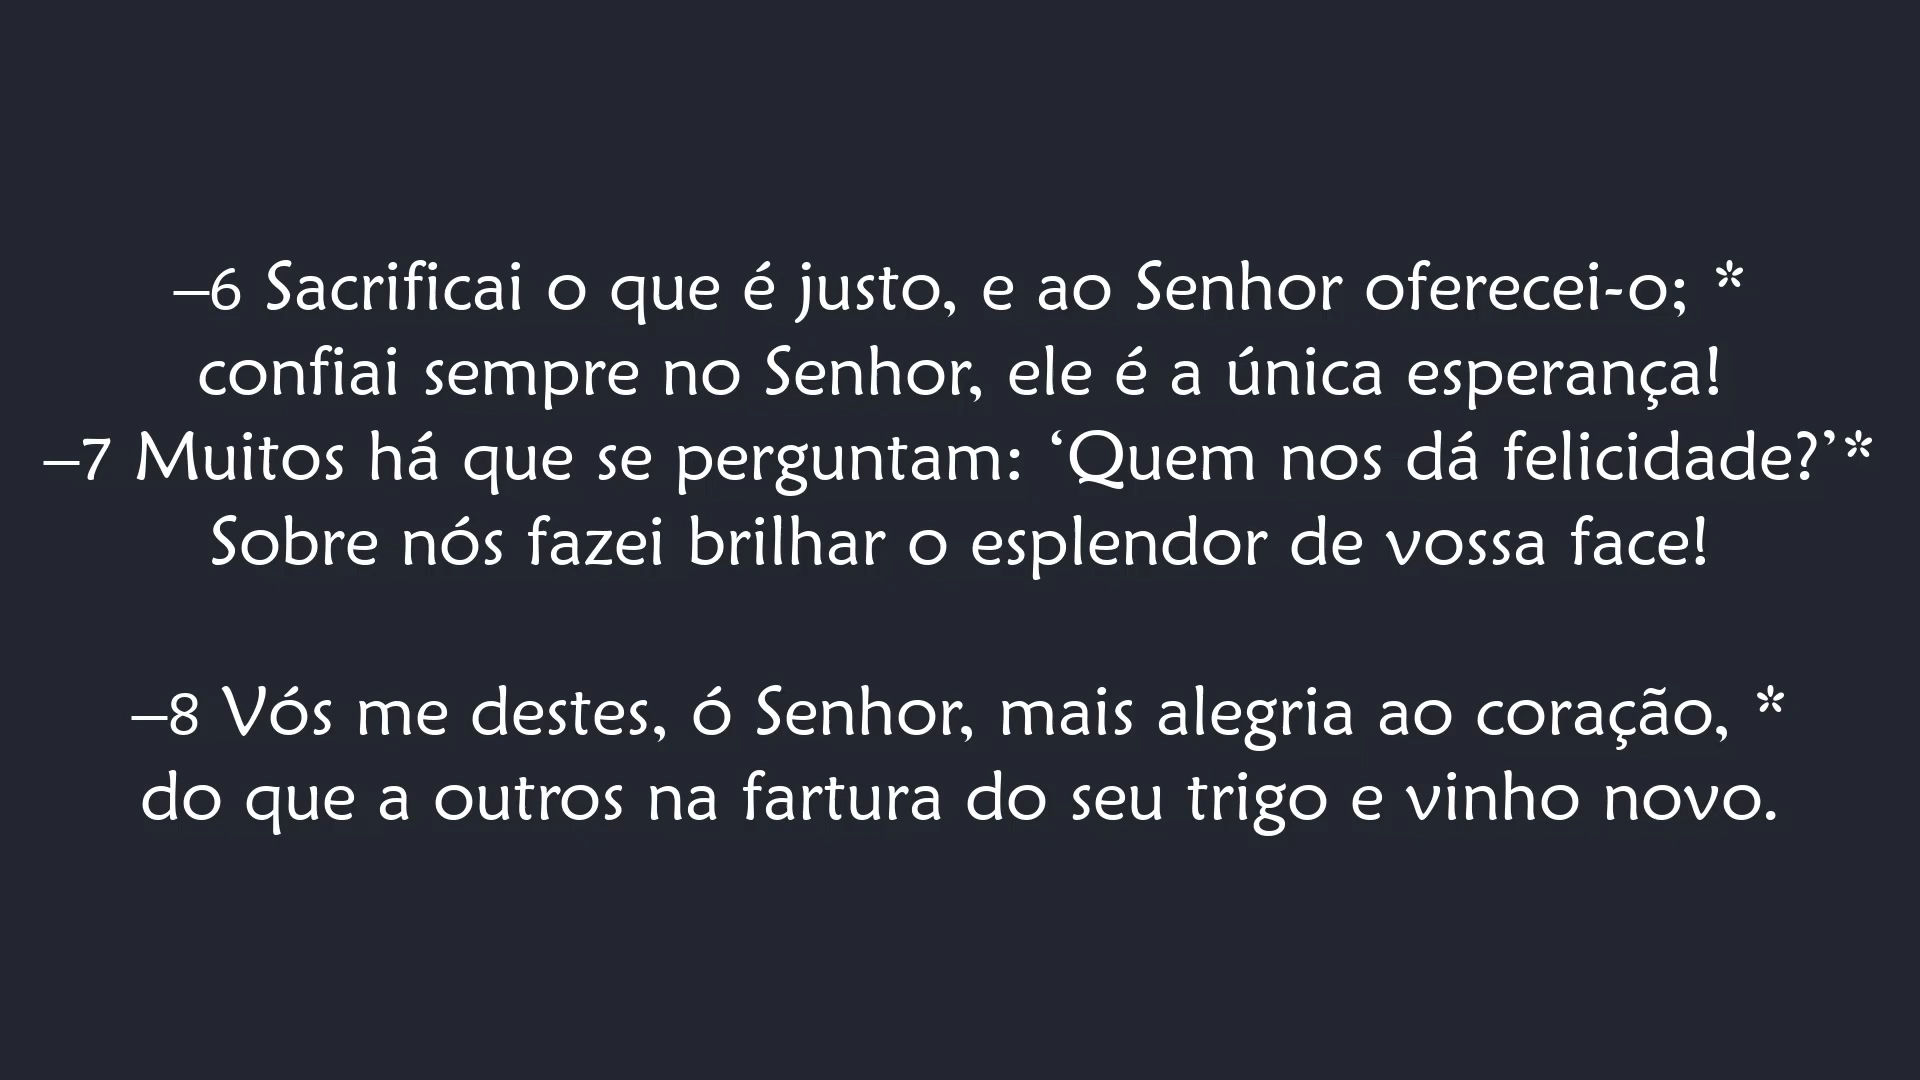 –6 Sacrificai o que é justo, e ao Senhor oferecei-o; *
confiai sempre no Senhor, ele é a única esperança!
–7 Muitos há que se perguntam: ‘Quem nos dá felicidade?’*
Sobre nós fazei brilhar o esplendor de vossa face!
–8 Vós me destes, ó Senhor, mais alegria ao coração, *
do que a outros na fartura do seu trigo e vinho novo.